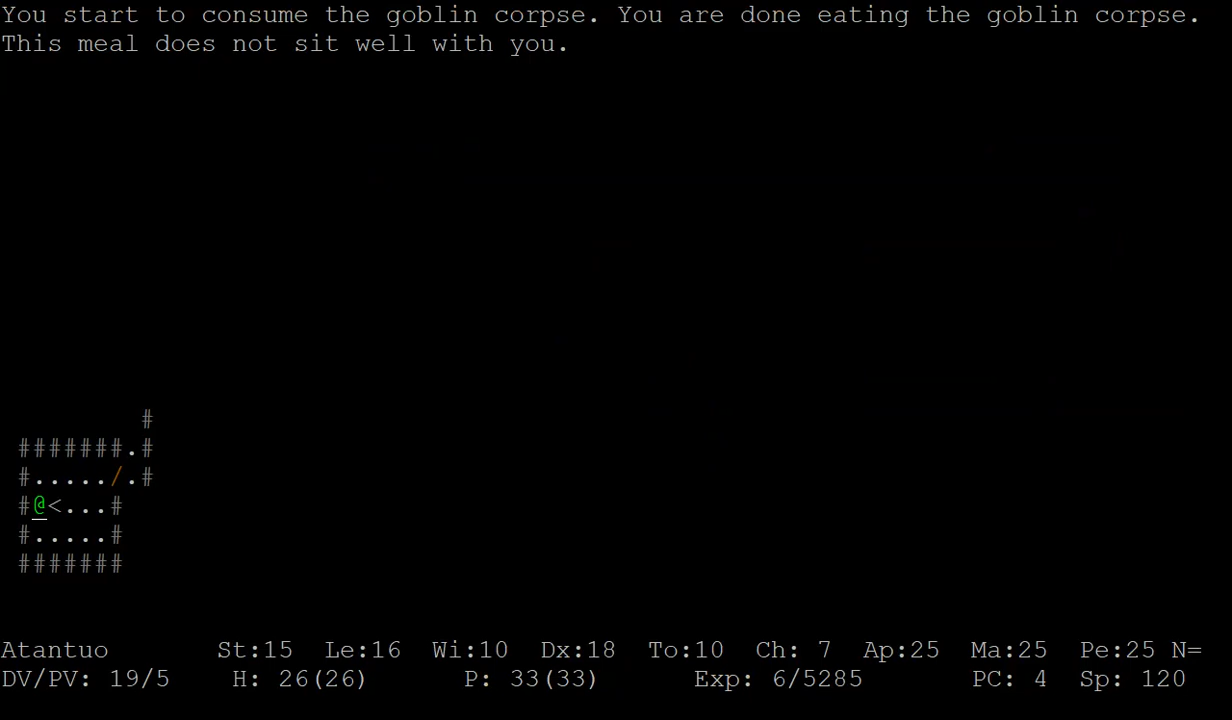 You start to consume the goblin corpse. You are done eating the goblin corpse.
This meal does not sit well with you.
#
#######.#
#...../.#
#@<...#
#.....#
#######
Atantuo St:15 Le:16 Wi:10 Dx:18 To:10 Ch: 7 Ap:25 Ma:25 Pe:25 N=
DV/PV: 19/5 H: 26(26) P: 33(33) Exp: 6/5285 PC: 4 Sp: 120